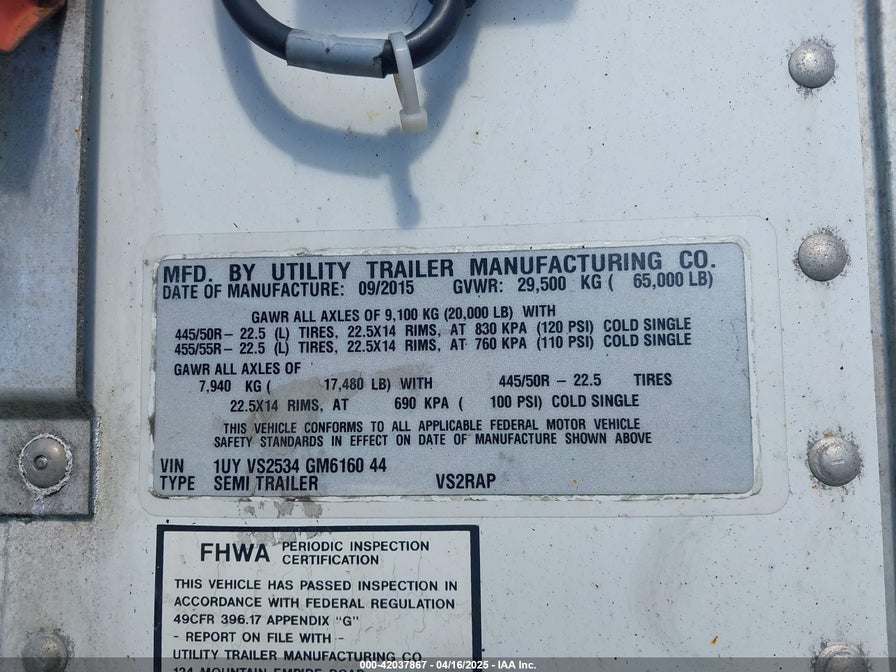 MFD. BY UTILITY TRAILER MANUFACTURING CO.
DATE OF MANUFACTURE: 09/2015 GVWR: 29,500 KG ( 65,000 LB)
GAWR ALL AXLES OF 9,100 KG (20,000 LB) WITH
445/50R- 22.5 (L) TIRES, 22.5X14 RIMS, AT 830 KPA (120 PSI) COLD SINGLE
455/55R- 22.5 (L) TIRES, 22.5X14 RIMS, AT 760 KPA (110 PSI) COLD SINGLE
GAWR ALL AXLES OF
7,940 KG ( 17,480 LB) WITH 445/50R - 22.5 TIRES
22.5X14 RIMS, AT 690 KPA ( 100 PSI) COLD SINGLE
THIS VEHICLE CONFORMS TO ALL APPLICABLE FEDERAL MOTOR VEHICLE
SAFETY STANDARDS IN EFFECT ON DATE OF MANUFACTURE SHOWN ABOVE
VIN 1UY VS2534 GM6160 44
TYPE SEMI TRAILER VS2RAP
FHWA PERIODIC INSPECTION
CERTIFICATION
THIS VEHICLE HAS PASSED INSPECTION IN
ACCORDANCE WITH FEDERAL REGULATION
49CFR 396.17 APPENDIX "G"
- REPORT ON FILE WITH -
UTILITY TRAILER MANUFACTURING CO
124 MOUNTAIN EMPIRE ROAD
000-42037867 - 04/16/2025 - IAA Inc.